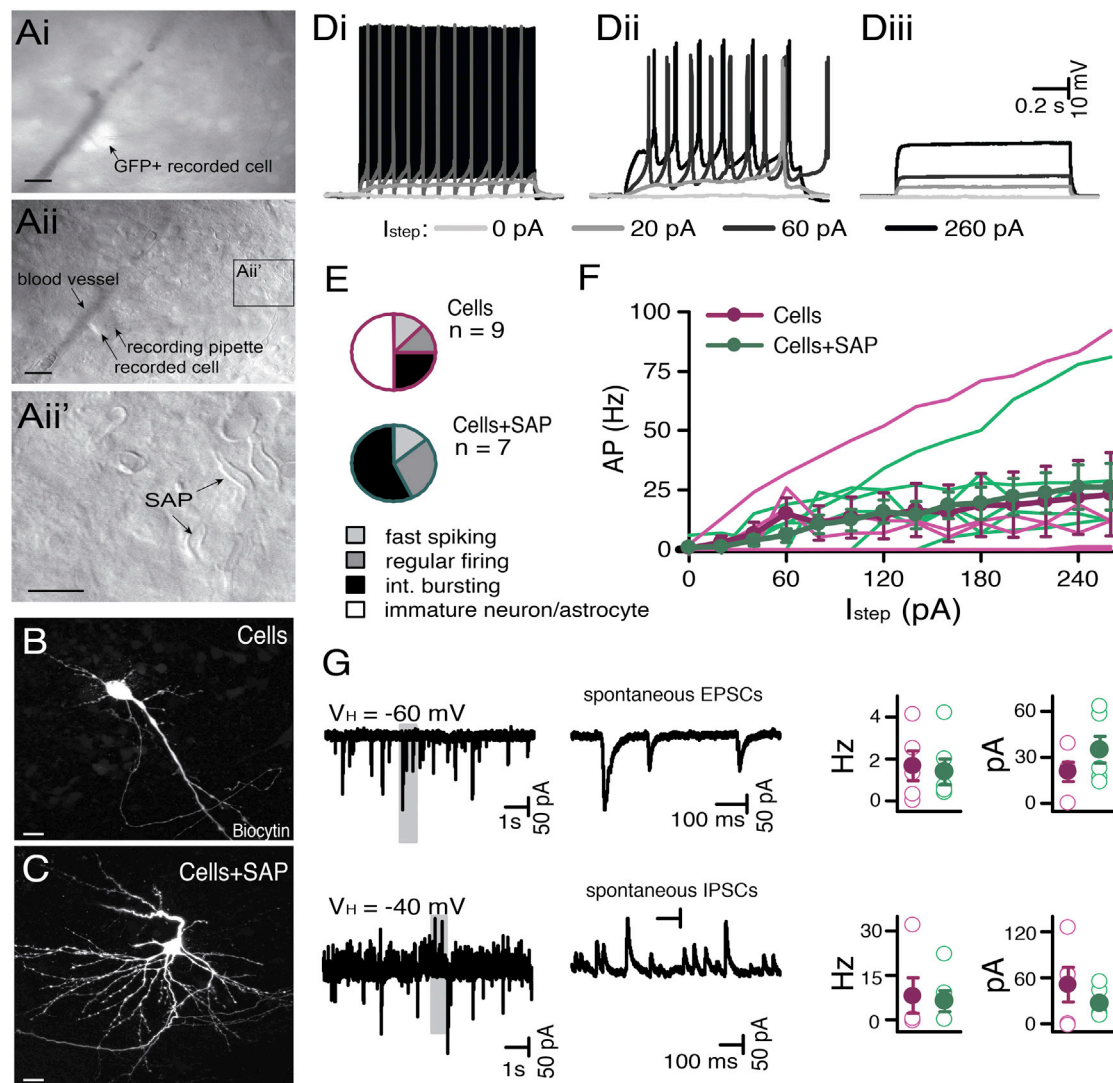 Ai
GFP+ recorded cell
Aii
Aii'
blood vessel
recording pipette
recorded cell
Aii'
SAP
B
Cells
Biocytin
C
Cells+SAP
Di
Dii
Diii
0.2 s
10 mV
Istep: 0 pA 20 pA 60 pA 260 pA
E
Cells
n = 9
Cells+SAP
n = 7
fast spiking
regular firing
int. bursting
immature neuron/astrocyte
F
Cells
Cells+SAP
AP (Hz)
100
75
50
25
0
0 60 120 180 240
Istep (pA)
G
VH = -60 mV
1s
50 pA
spontaneous EPSCs
100 ms
50 pA
Hz
4
2
0
pA
60
30
0
VH = -40 mV
1s
50 pA
spontaneous IPSCs
100 ms
50 pA
Hz
30
15
0
pA
120
60
0